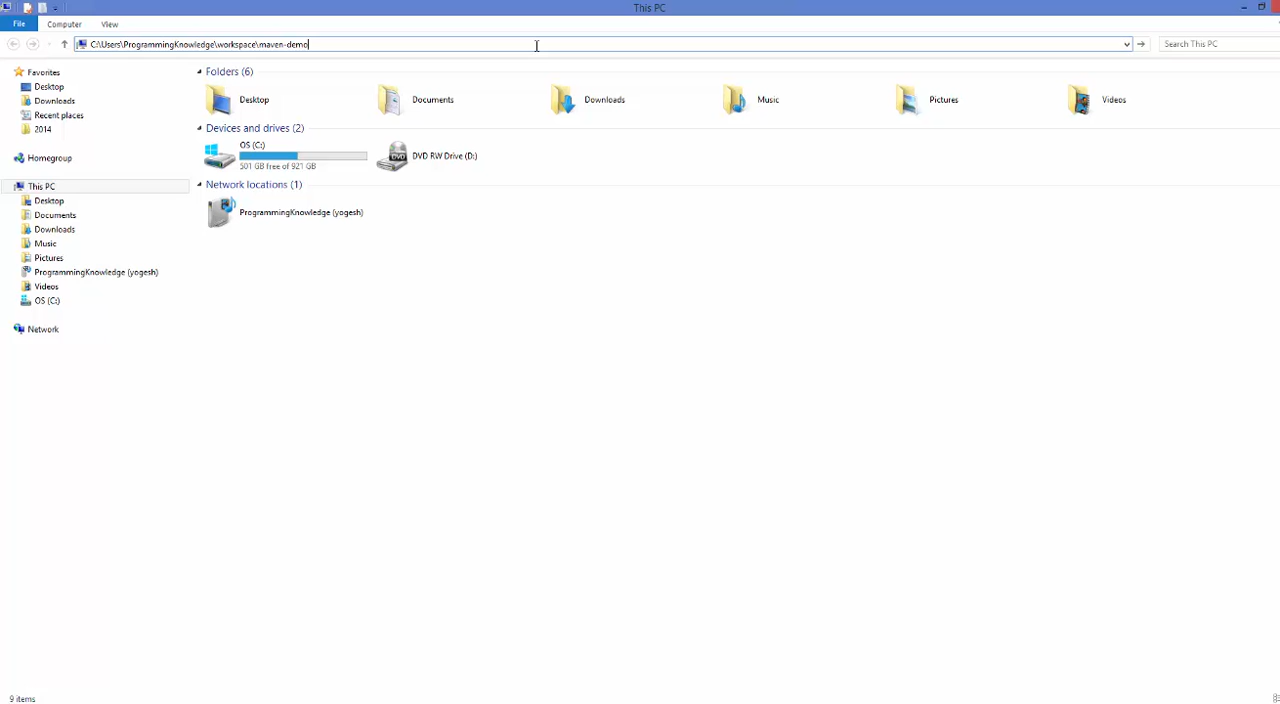 This PC
File Computer View
C:\Users\ProgrammingKnowledge\workspace\maven-demo
Search This PC
Favorites
Desktop
Downloads
Recent places
2014
Homegroup
This PC
Desktop
Documents
Downloads
Music
Pictures
ProgrammingKnowledge (yogesh)
Videos
OS (C:)
Network
Folders (6)
Desktop Documents Downloads Music Pictures Videos
Devices and drives (2)
OS (C:)
501 GB free of 921 GB
DVD RW Drive (D:)
DVD
Network locations (1)
ProgrammingKnowledge (yogesh)
9 items